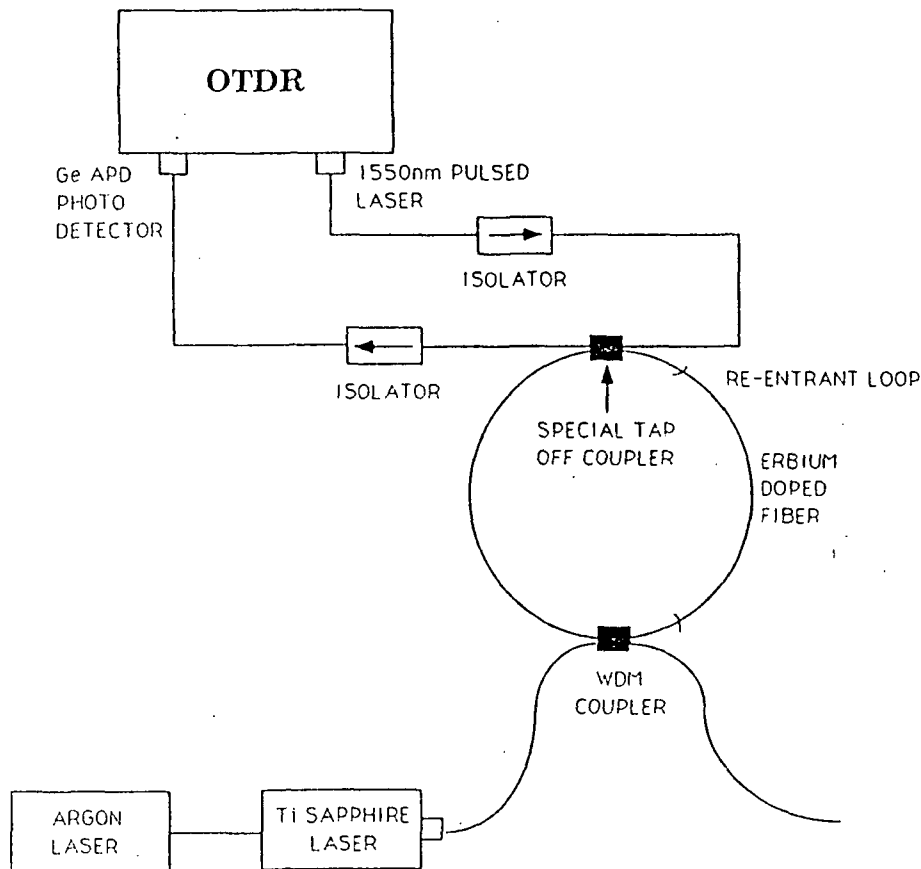 OTDR
Ge APD
PHOTO
DETECTOR
1550nm PULSED
LASER
ISOLATOR
ISOLATOR
RE-ENTRANT LOOP
SPECIAL TAP
OFF COUPLER
ERBIUM
DOPED
FIBER
WDM
COUPLER
ARGON
LASER
Ti SAPPHIRE
LASER